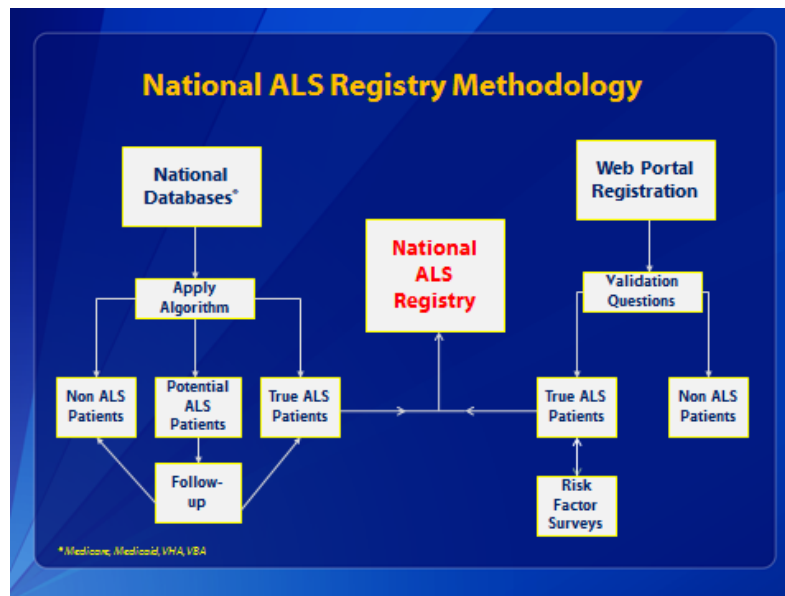 National ALS Registry Methodology
National
Databases*
Web Portal
Registration
National
ALS
Registry
Apply
Algorithm
Validation
Questions
Non ALS
Patients
Potential
ALS
Patients
True ALS
Patients
True ALS
Patients
Non ALS
Patients
Follow-
up
Risk
Factor
Surveys
*Medicare, Medicaid, VHA, VBA